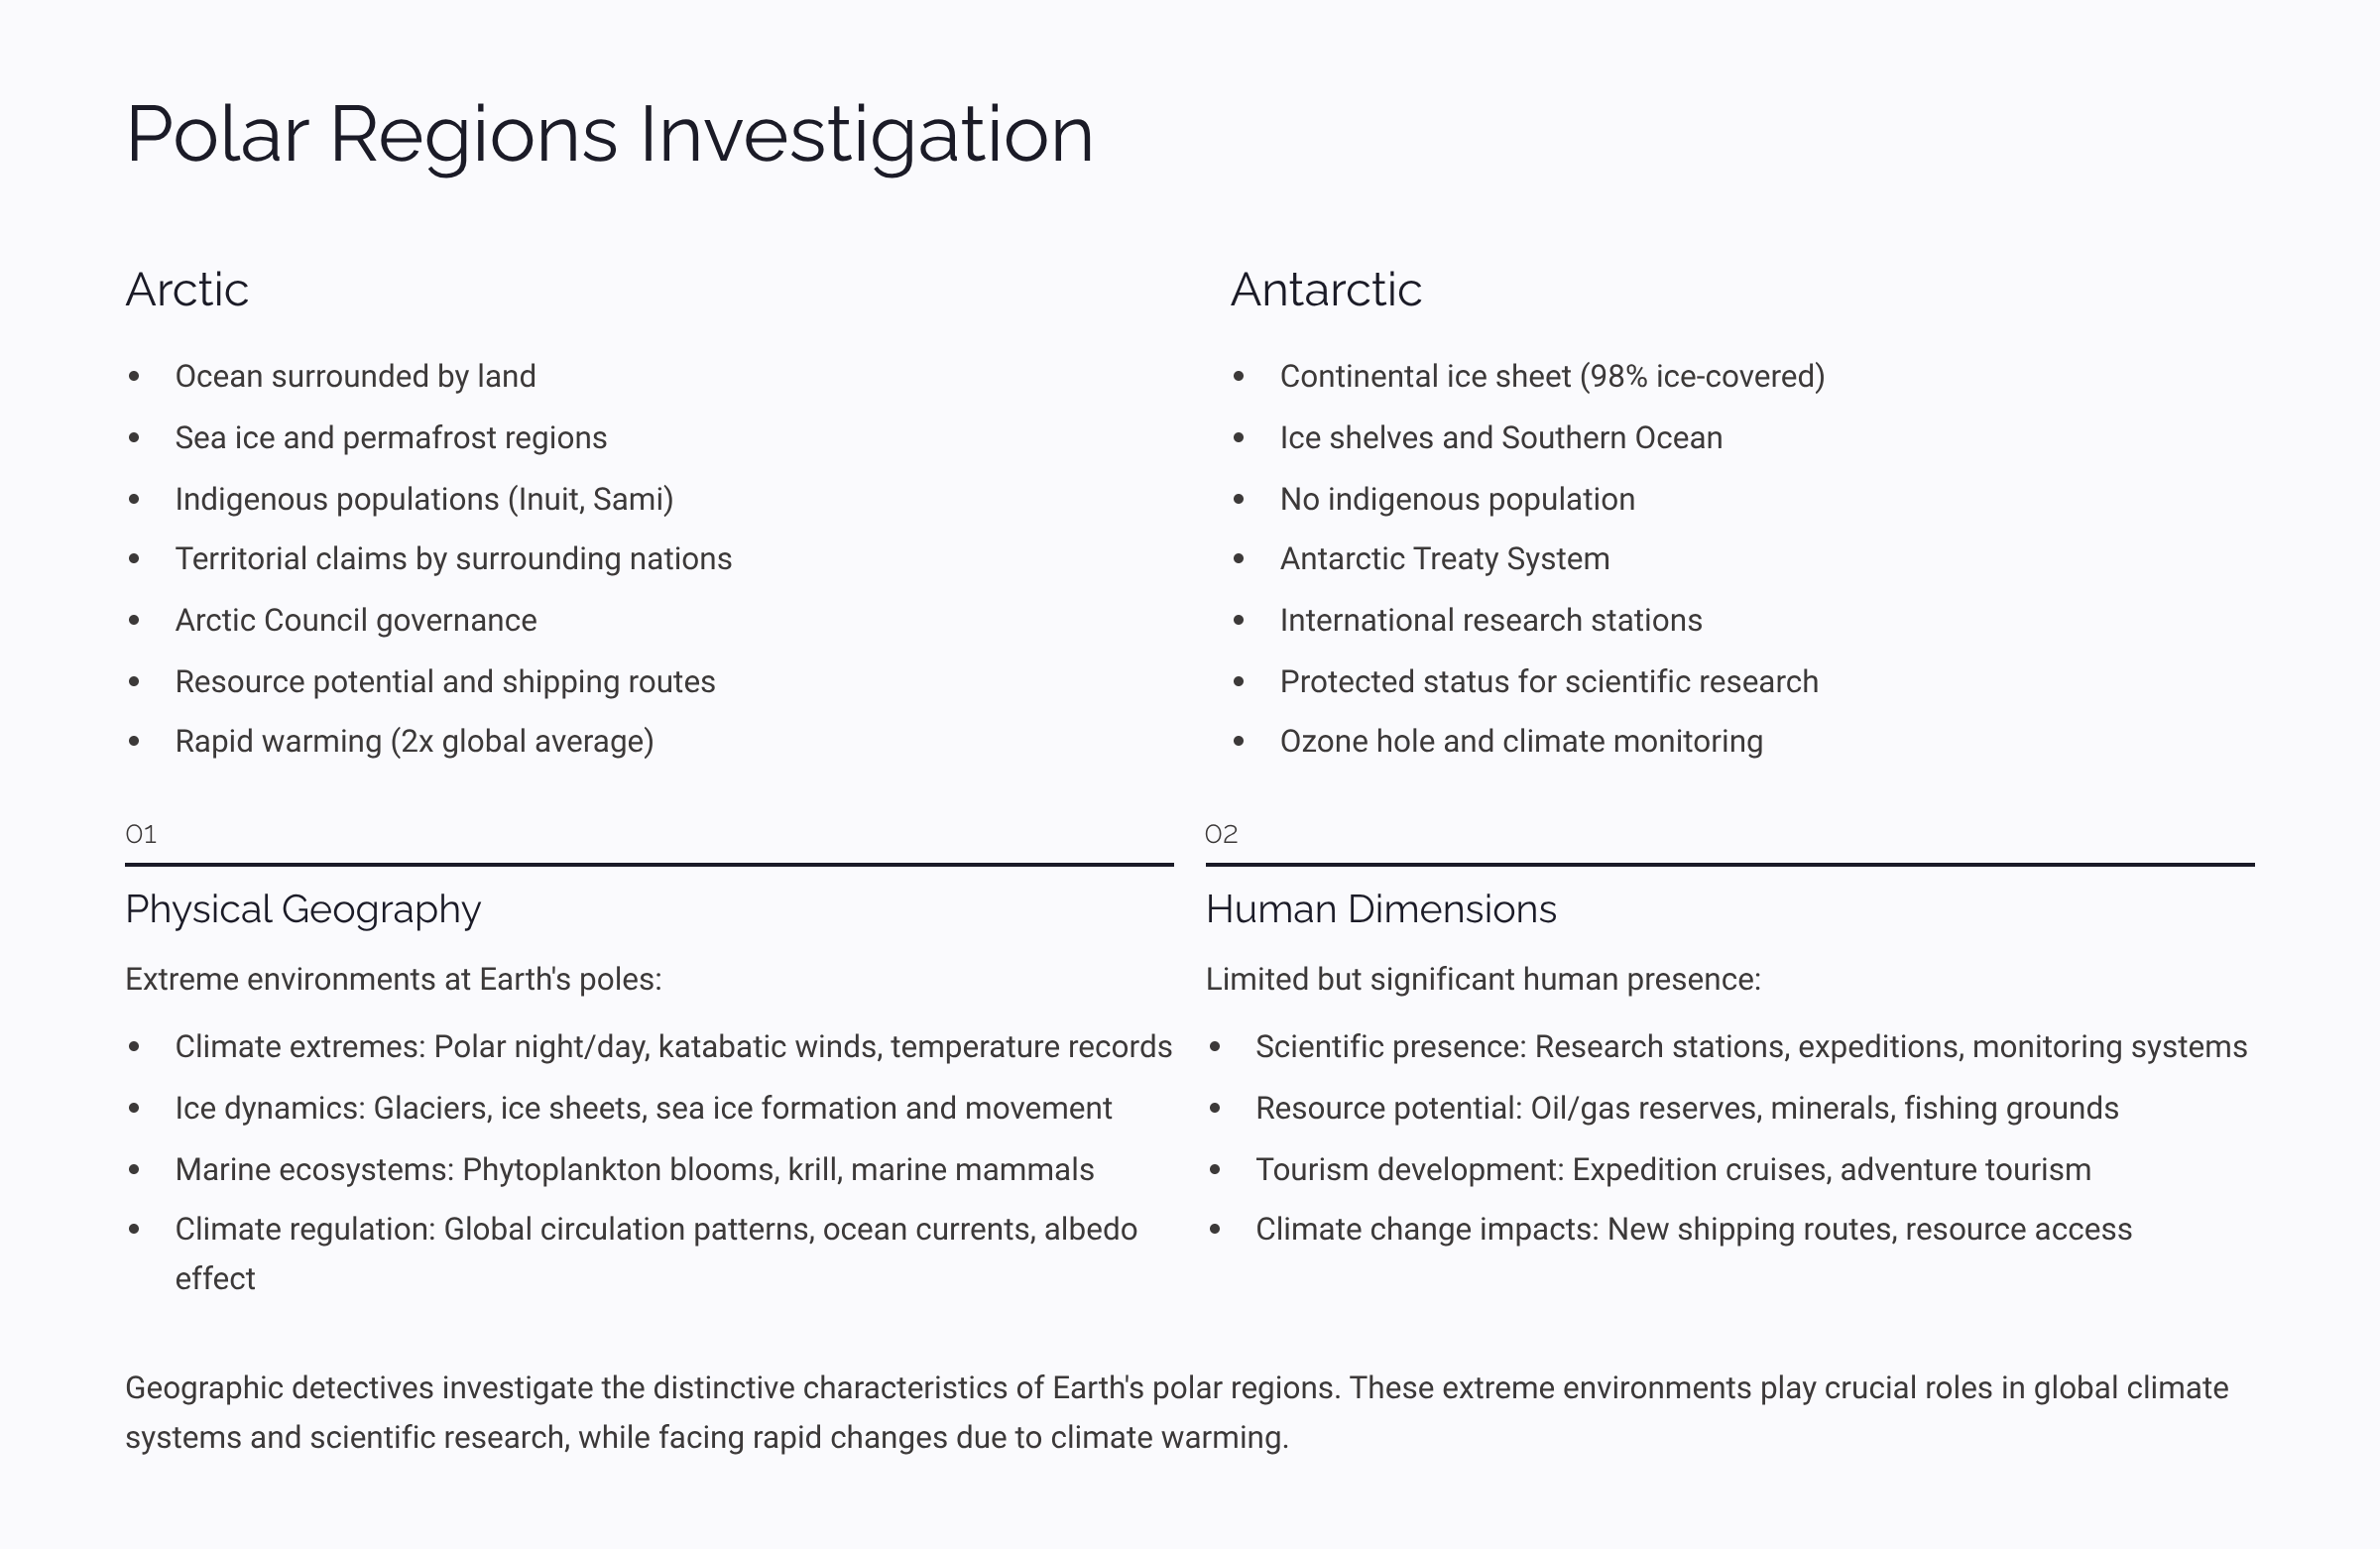 Polar Regions Investigation
Arctic
• Ocean surrounded by land
• Sea ice and permafrost regions
• Indigenous populations (Inuit, Sami)
• Territorial claims by surrounding nations
• Arctic Council governance
• Resource potential and shipping routes
• Rapid warming (2x global average)
Antarctic
• Continental ice sheet (98% ice-covered)
• Ice shelves and Southern Ocean
• No indigenous population
• Antarctic Treaty System
• International research stations
• Protected status for scientific research
• Ozone hole and climate monitoring
01
Physical Geography
Extreme environments at Earth's poles:
• Climate extremes: Polar night/day, katabatic winds, temperature records
• Ice dynamics: Glaciers, ice sheets, sea ice formation and movement
• Marine ecosystems: Phytoplankton blooms, krill, marine mammals
• Climate regulation: Global circulation patterns, ocean currents, albedo
effect
02
Human Dimensions
Limited but significant human presence:
• Scientific presence: Research stations, expeditions, monitoring systems
• Resource potential: Oil/gas reserves, minerals, fishing grounds
• Tourism development: Expedition cruises, adventure tourism
• Climate change impacts: New shipping routes, resource access
Geographic detectives investigate the distinctive characteristics of Earth's polar regions. These extreme environments play crucial roles in global climate
systems and scientific research, while facing rapid changes due to climate warming.